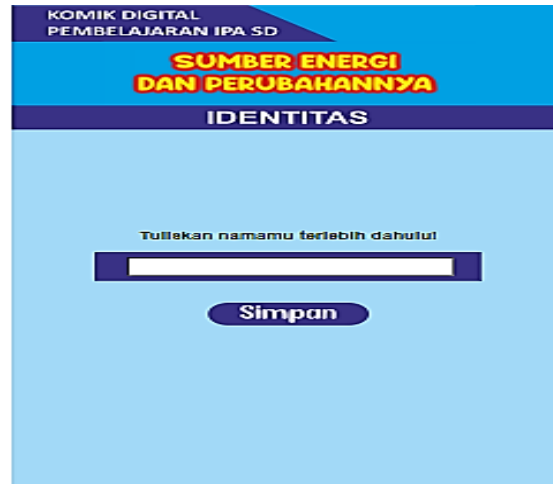 KOMIK DIGITAL
PEMBELAJARAN IPA SD
SUMBER ENERGI
DAN PERUBAHANNYA
IDENTITAS
Tuliskan namamu terlebih dahulu!
Simpan